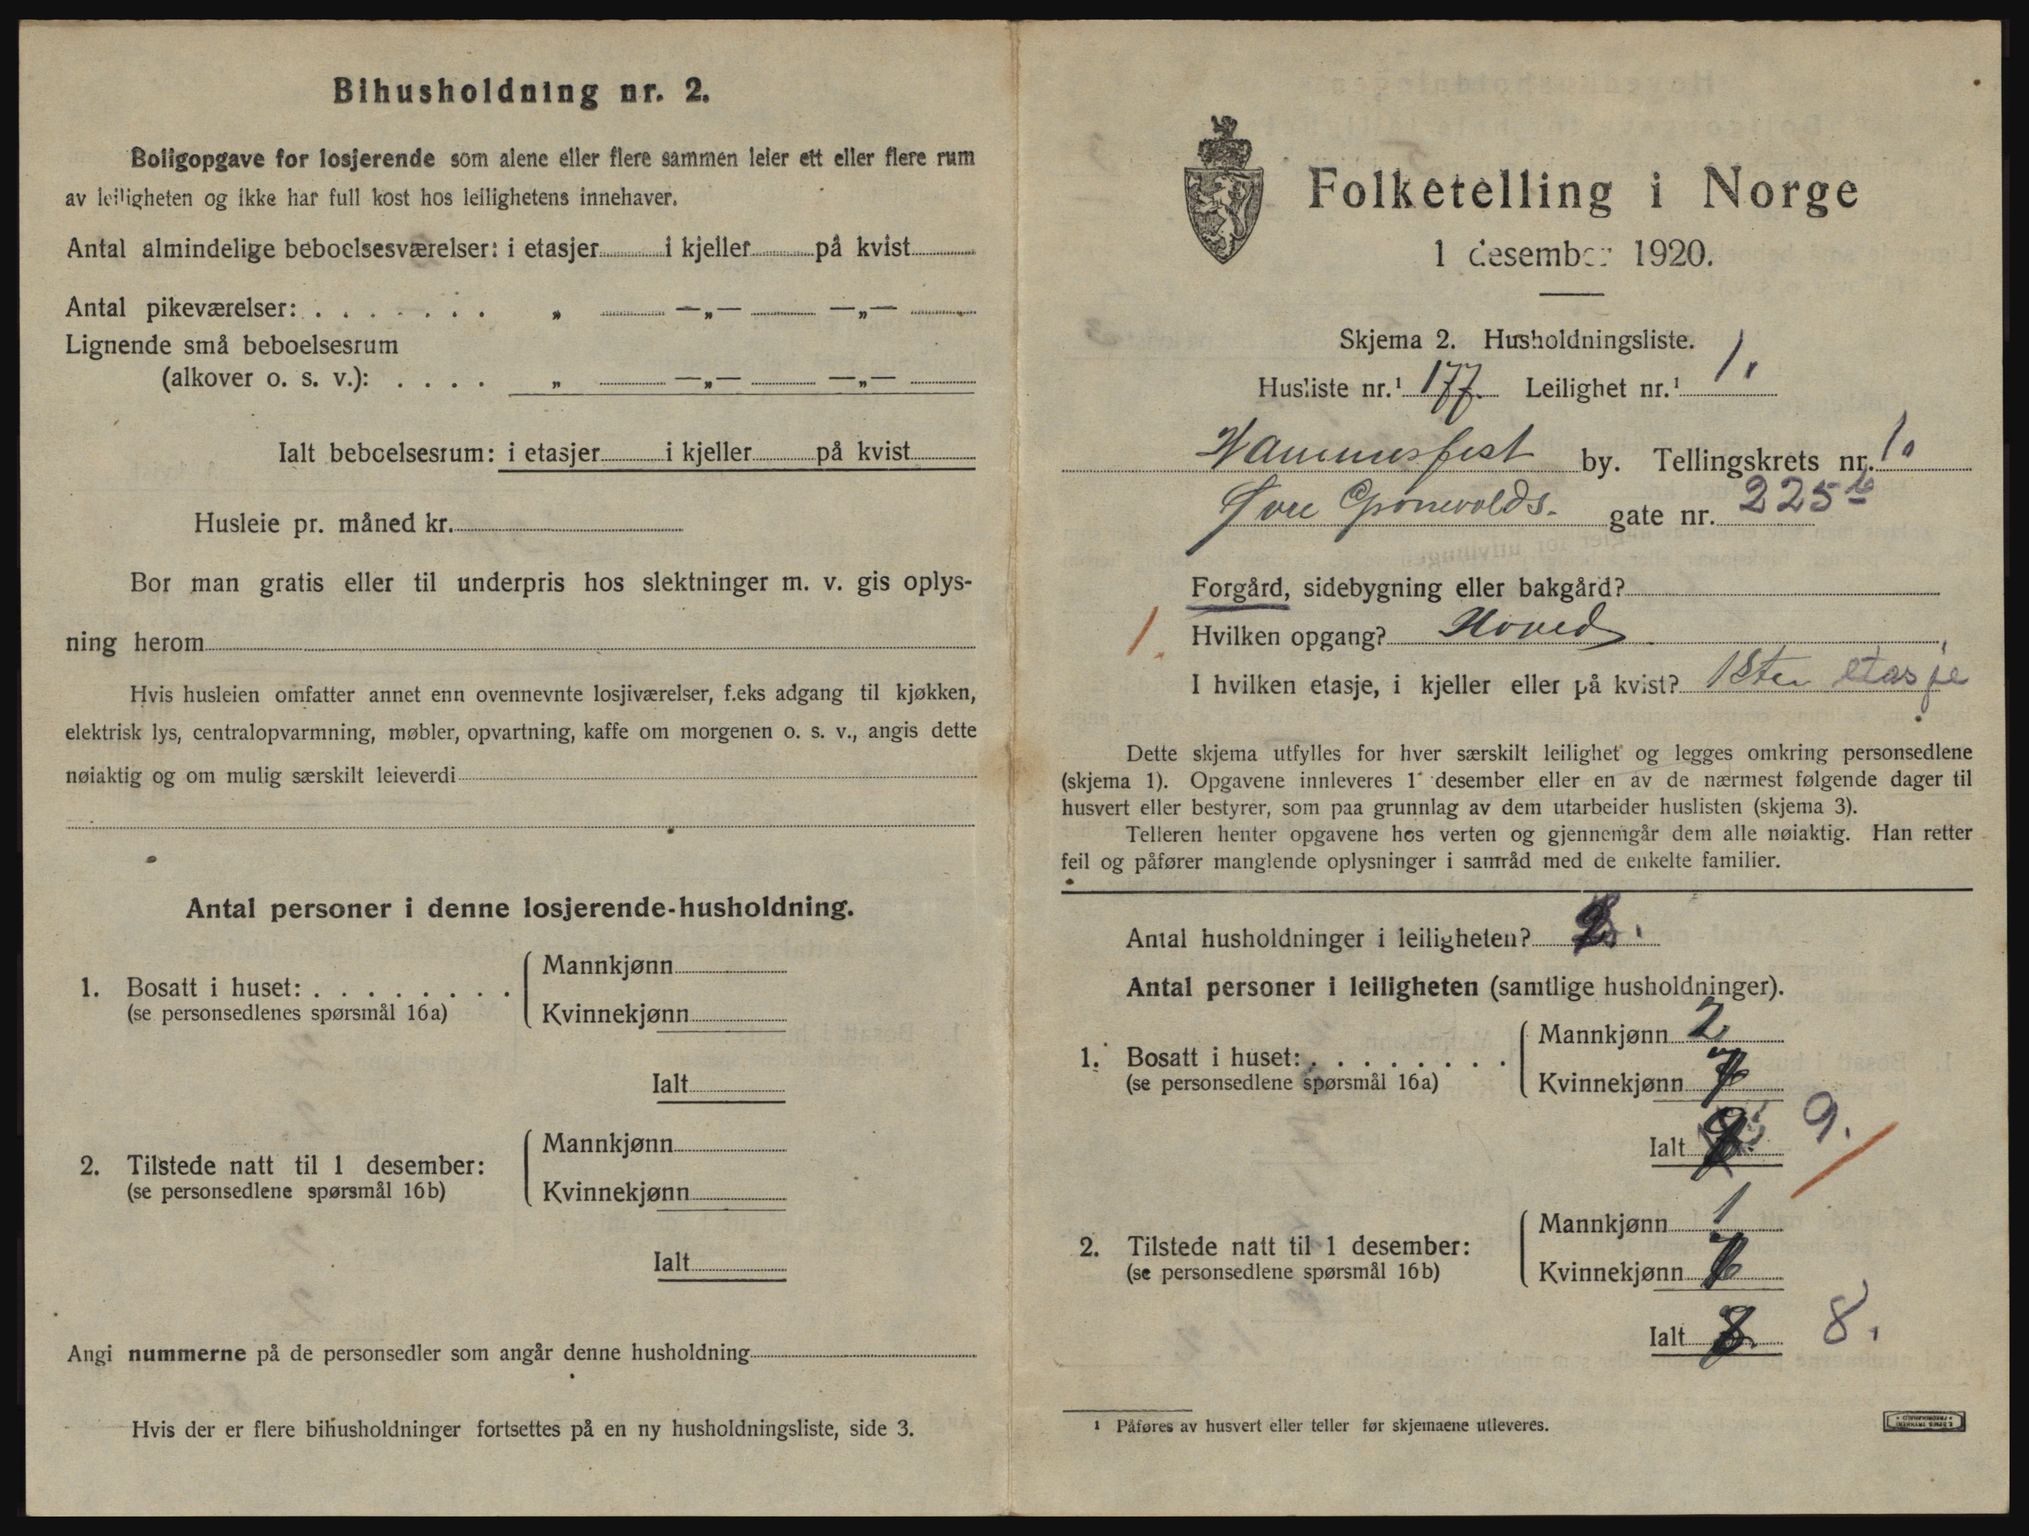 Bihusholdning nr. 2.
Boligopgave for losjerende som alene eller flere sammen leier ett eller flere rum
av leiligheten og ikke har full kost hos leilighetens innehaver.
Antal almindelige beboelsesværelser: i etasjer i kjeller på kvist
Antal pikeværelser: . . . . . . . „ —„— —„—
Lignende små beboelsesrum
(alkover o. s. v.): . . . . „ —„— —„—
Ialt beboelsesrum: i etasjer i kjeller på kvist
Husleie pr. måned kr.
Bor man gratis eller til underpris hos slektninger m. v. gis oplys-
ning herom
Hvis husleien omfatter annet enn ovennevnte losjiværelser, f.eks adgang til kjøkken,
elektrisk lys, centralopvarmning, møbler, opvartning, kaffe om morgenen o. s. v., angis dette
nøiaktig og om mulig særskilt leieverdi
Antal personer i denne losjerende-husholdning.
1. Bosatt i huset: . . . . . . . . Mannkjønn
(se personsedlenes spørsmål 16a) Kvinnekjønn
Ialt
2. Tilstede natt til 1 desember: Mannkjønn
(se personsedlene spørsmål 16b) Kvinnekjønn
Ialt
Angi nummerne på de personsedler som angår denne husholdning
Hvis der er flere bihusholdninger fortsettes på en ny husholdningsliste, side 3.
Folketelling i Norge
1 desember 1920.
Skjema 2. Husholdningsliste.
Husliste nr.¹ 177. Leilighet nr.¹ 1.
Hammerfest by. Tellingskrets nr. 1.
Øvre Grønevolds. gate nr. 225 b
Forgård, sidebygning eller bakgård?
1. Hvilken opgang? Hoved
I hvilken etasje, i kjeller eller på kvist? 1ste etasje
Dette skjema utfylles for hver særskilt leilighet og legges omkring personsedlene
(skjema 1). Opgavene innleveres 1 desember eller en av de nærmest følgende dager til
husvert eller bestyrer, som paa grunnlag av dem utarbeider huslisten (skjema 3).
Telleren henter opgavene hos verten og gjennemgår dem alle nøiaktig. Han retter
feil og påfører manglende oplysninger i samråd med de enkelte familier.
Antal husholdninger i leiligheten?
Antal personer i leiligheten (samtlige husholdninger).
1. Bosatt i huset: . . . . . . . . Mannkjønn 2
(se personsedlene spørsmål 16a) Kvinnekjønn 7
Ialt 9.
2. Tilstede natt til 1 desember: Mannkjønn 1
(se personsedlene spørsmål 16b) Kvinnekjønn 7
Ialt 8.
¹ Påføres av husvert eller teller før skjemaene utleveres.